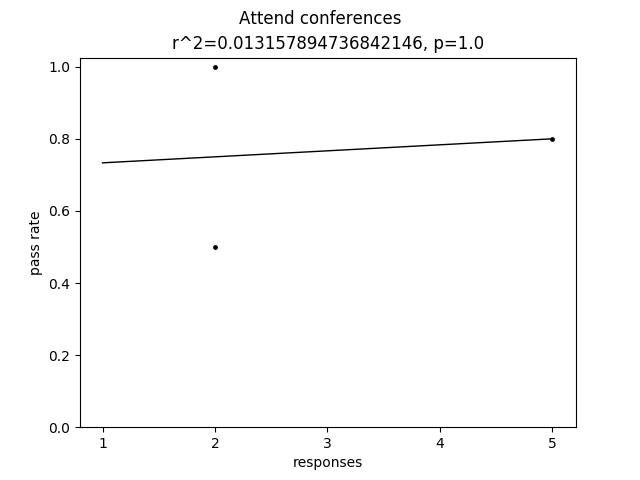 Attend conferences
r^2=0.013157894736842146, p=1.0
1.0
0.8
0.6
0.4
0.2
0.0
pass rate
1 2 3 4 5
responses